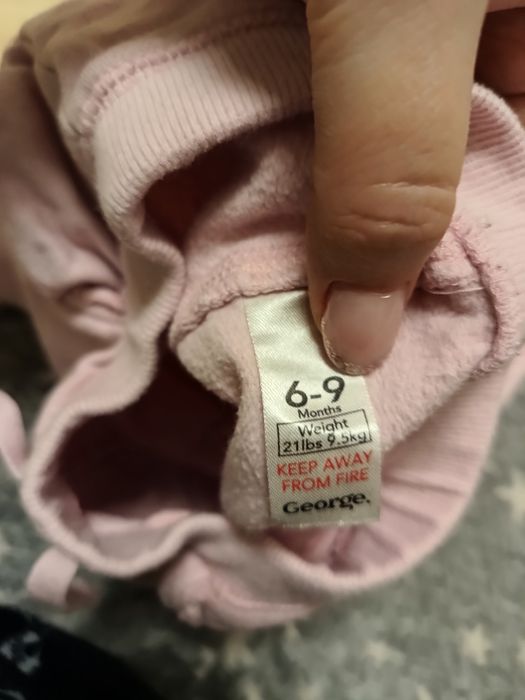 6-9
Months
Weight
21lbs 9.5kg
KEEP AWAY
FROM FIRE
George.